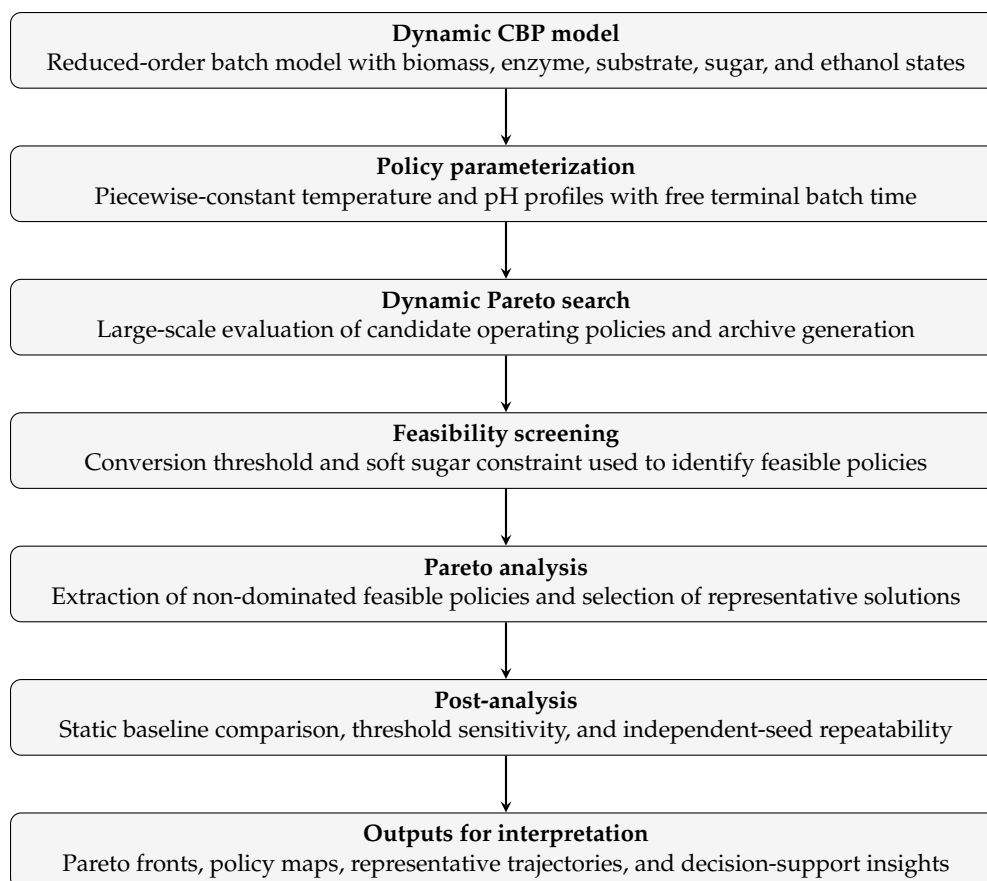 Dynamic CBP model
Reduced-order batch model with biomass, enzyme, substrate, sugar, and ethanol states
Policy parameterization
Piecewise-constant temperature and pH profiles with free terminal batch time
Dynamic Pareto search
Large-scale evaluation of candidate operating policies and archive generation
Feasibility screening
Conversion threshold and soft sugar constraint used to identify feasible policies
Pareto analysis
Extraction of non-dominated feasible policies and selection of representative solutions
Post-analysis
Static baseline comparison, threshold sensitivity, and independent-seed repeatability
Outputs for interpretation
Pareto fronts, policy maps, representative trajectories, and decision-support insights